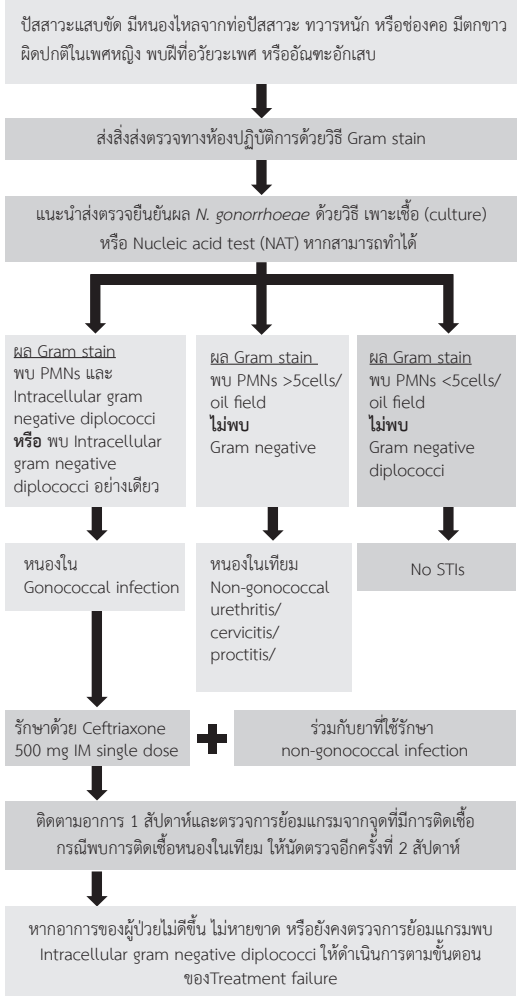 ปัสสาวะแสบขัด มีหนองไหลจากท่อปัสสาวะ ทวารหนัก หรือช่องคอ มีตกขาว
ผิดปกติในเพศหญิง พบฝีที่อวัยวะเพศ หรืออัณฑะอักเสบ
ส่งสิ่งส่งตรวจทางห้องปฏิบัติการด้วยวิธี Gram stain
แนะนำส่งตรวจยืนยันผล N. gonorrhoeae ด้วยวิธี เพาะเชื้อ (culture)
หรือ Nucleic acid test (NAT) หากสามารถทำได้
ผล Gram stain
พบ PMNs และ
Intracellular gram
negative diplococci
หรือ พบ Intracellular
gram negative
diplococci อย่างเดียว
ผล Gram stain
พบ PMNs >5cells/
oil field
ไม่พบ
Gram negative
ผล Gram stain
พบ PMNs <5cells/
oil field
ไม่พบ
Gram negative
diplococci
หนองใน
Gonococcal infection
หนองในเทียม
Non-gonococcal
urethritis/
cervicitis/
proctitis/
No STIs
รักษาด้วย Ceftriaxone
500 mg IM single dose
ร่วมกับยาที่ใช้รักษา
non-gonococcal infection
ติดตามอาการ 1 สัปดาห์และตรวจการย้อมแกรมจากจุดที่มีการติดเชื้อ
กรณีพบการติดเชื้อหนองในเทียม ให้นัดตรวจอีกครั้งที่ 2 สัปดาห์
หากอาการของผู้ป่วยไม่ดีขึ้น ไม่หายขาด หรือยังคงตรวจการย้อมแกรมพบ
Intracellular gram negative diplococci ให้ดำเนินการตามขั้นตอน
ของTreatment failure